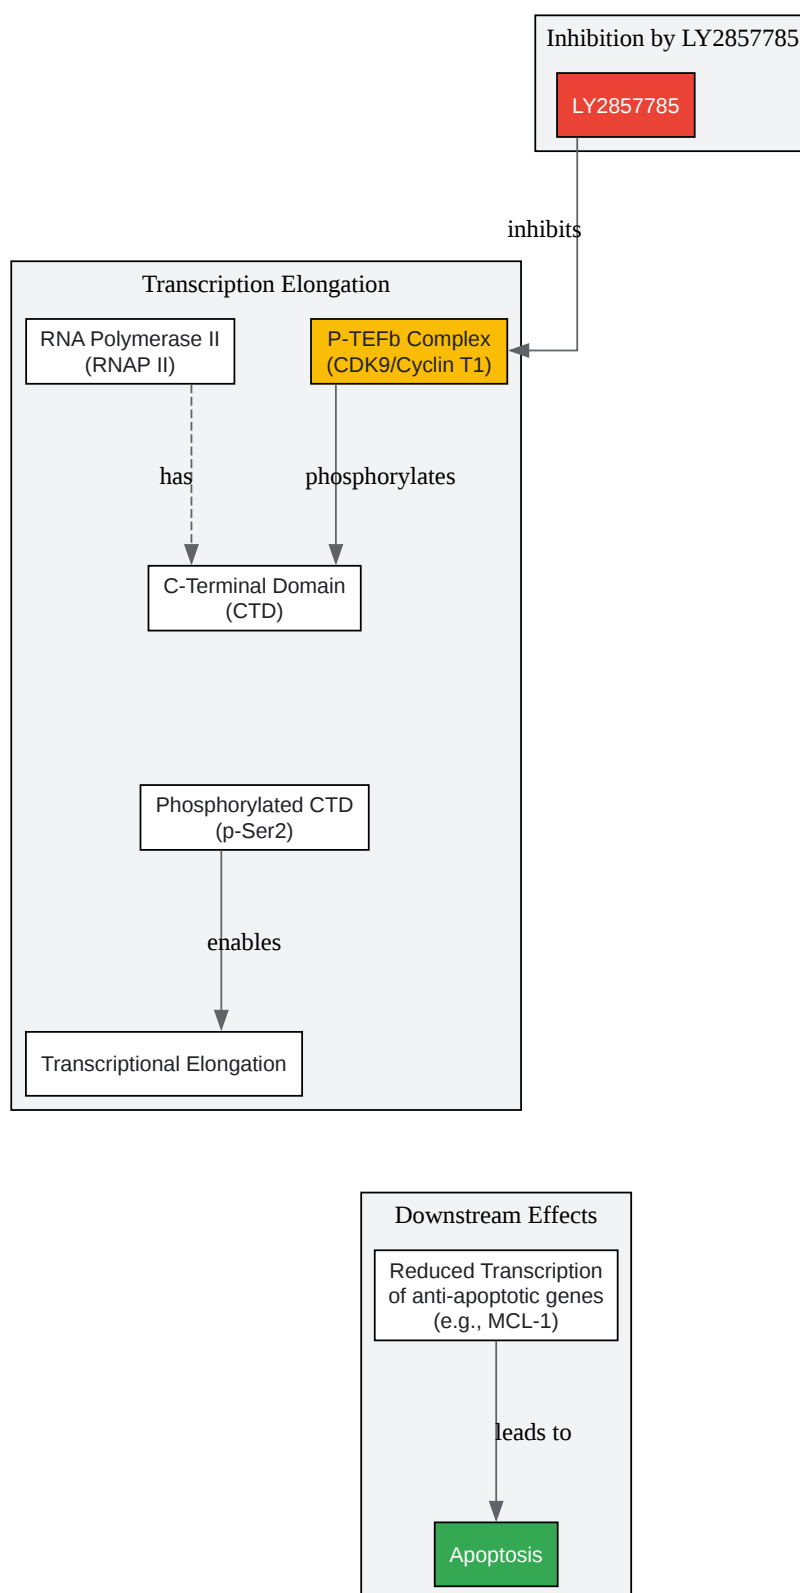 Inhibition by LY2857785
LY2857785
inhibits
Transcription Elongation
RNA Polymerase II
(RNAP II)
P-TEFb Complex
(CDK9/Cyclin T1)
has
phosphorylates
C-Terminal Domain
(CTD)
Phosphorylated CTD
(p-Ser2)
enables
Transcriptional Elongation
Downstream Effects
Reduced Transcription
of anti-apoptotic genes
(e.g., MCL-1)
leads to
Apoptosis